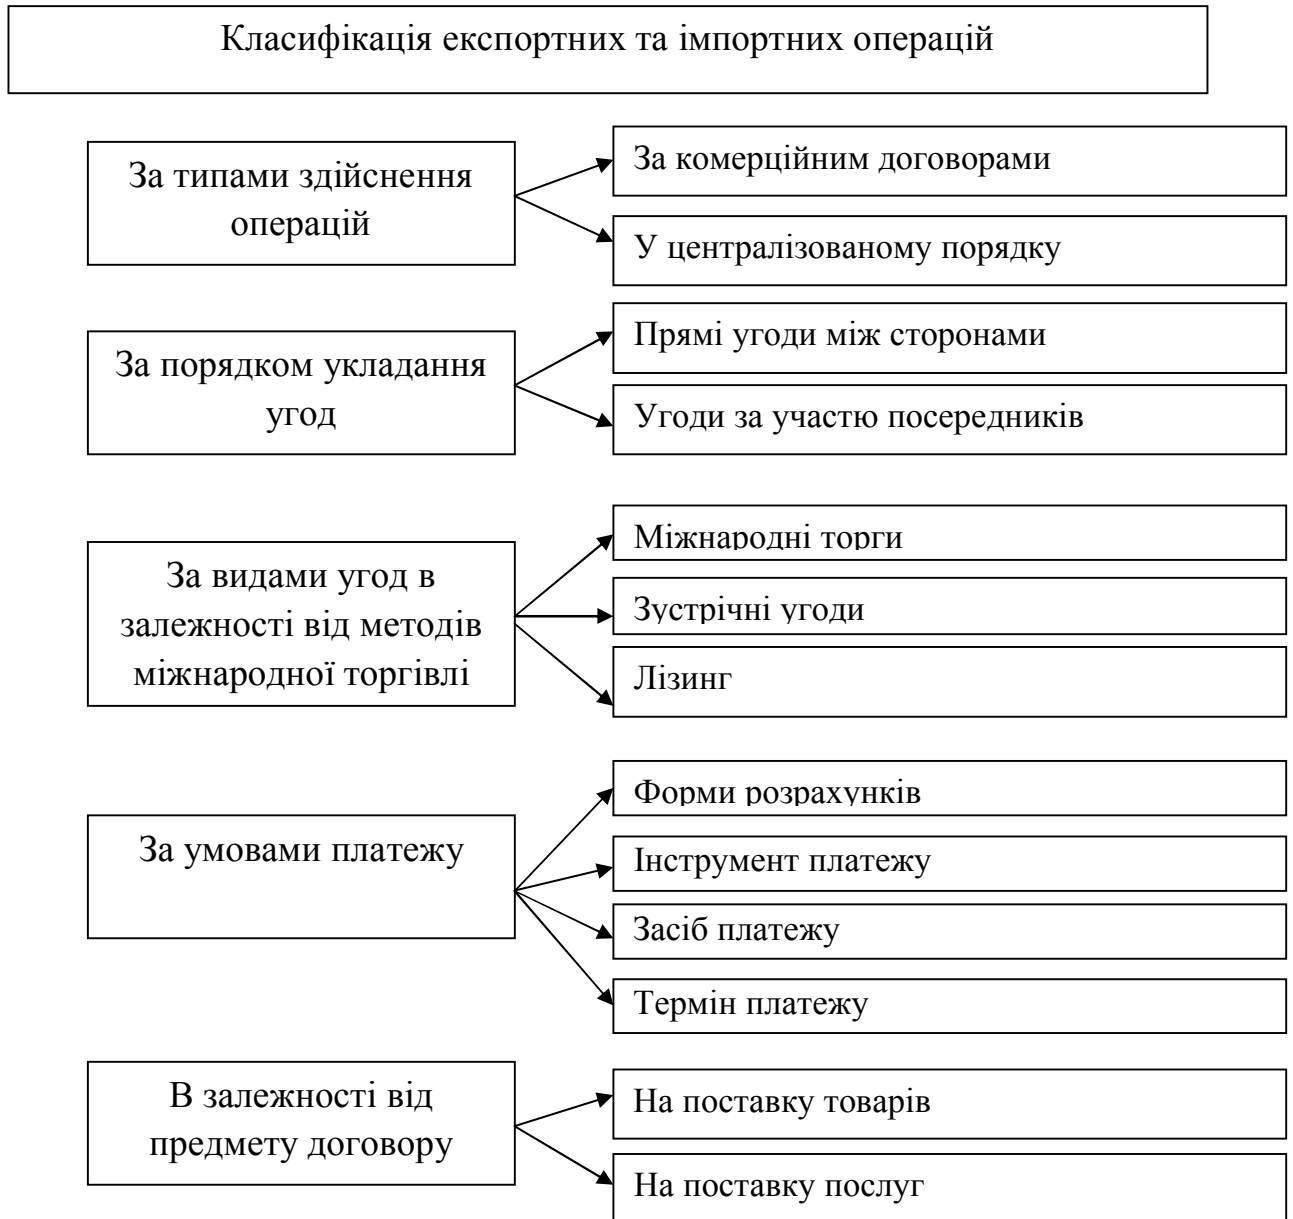 Класифікація експортних та імпортних операцій
За типами здійснення
операцій
За комерційним договорами
У централізованому порядку
За порядком укладання
угод
Прямі угоди між сторонами
Угоди за участю посередників
За видами угод в
залежності від методів
міжнародної торгівлі
Міжнародні торги
Зустрічні угоди
Лізинг
За умовами платежу
Форми розрахунків
Інструмент платежу
Засіб платежу
Термін платежу
В залежності від
предмету договору
На поставку товарів
На поставку послуг